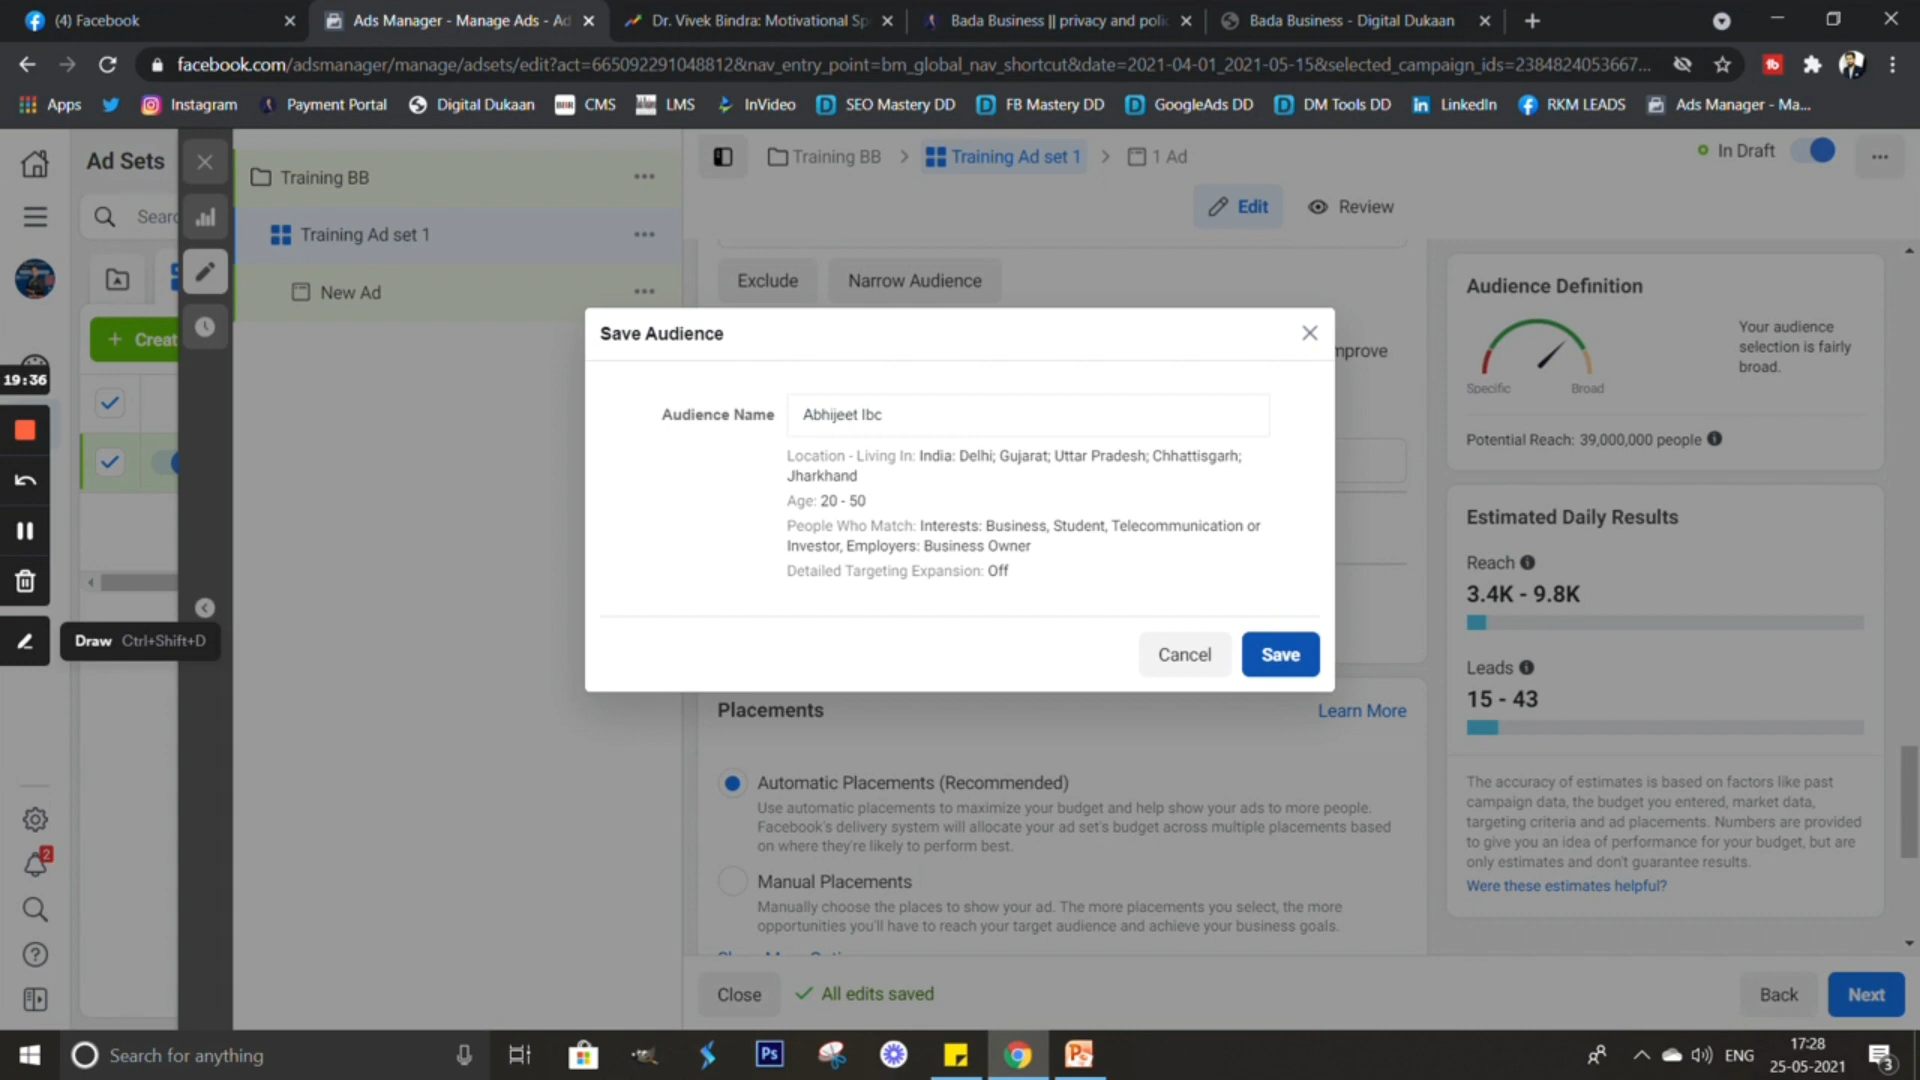 (4) Facebook
Ads Manager - Manage Ads - Ad
Dr. Vivek Bindra: Motivational Sp
Bada Business || privacy and poli
Bada Business - Digital Dukaan
facebook.com/adsmanager/manage/adsets/edit?act=665092291048812&nav_entry_point=bm_global_nav_shortcut&date=2021-04-01_2021-05-15&selected_campaign_ids=2384824053667...
Apps
Instagram
Payment Portal
Digital Dukaan
CMS
LMS
InVideo
SEO Mastery DD
FB Mastery DD
GoogleAds DD
DM Tools DD
LinkedIn
RKM LEADS
Ads Manager - Ma...
Ad Sets
Training BB
Training BB
Training Ad set 1
1 Ad
In Draft
Edit
Review
Searc
Training Ad set 1
New Ad
+ Creat
19:36
Draw Ctrl+Shift+D
Exclude
Narrow Audience
mprove
Save Audience
Audience Name
Abhijeet Ibc
Location - Living In: India: Delhi; Gujarat; Uttar Pradesh; Chhattisgarh;
Jharkhand
Age: 20 - 50
People Who Match: Interests: Business, Student, Telecommunication or
Investor, Employers: Business Owner
Detailed Targeting Expansion: Off
Cancel
Save
Placements
Learn More
Automatic Placements (Recommended)
Use automatic placements to maximize your budget and help show your ads to more people.
Facebook's delivery system will allocate your ad set's budget across multiple placements based
on where they're likely to perform best.
Manual Placements
Manually choose the places to show your ad. The more placements you select, the more
opportunities you'll have to reach your target audience and achieve your business goals.
Audience Definition
Your audience
selection is fairly
broad.
Specific
Broad
Potential Reach: 39,000,000 people
Estimated Daily Results
Reach
3.4K - 9.8K
Leads
15 - 43
The accuracy of estimates is based on factors like past
campaign data, the budget you entered, market data,
targeting criteria and ad placements. Numbers are provided
to give you an idea of performance for your budget, but are
only estimates and don't guarantee results.
Were these estimates helpful?
Close
All edits saved
Back
Next
2
Search for anything
Ps
ENG
17:28
25-05-2021
3